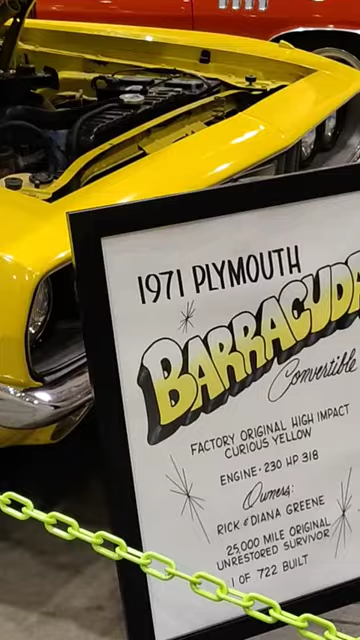 1971 PLYMOUTH
BARRACUDA
Convertible
FACTORY ORIGINAL HIGH IMPACT
CURIOUS YELLOW
ENGINE - 230 HP 318
Owners:
RICK & DIANA GREENE
25,000 MILE ORIGINAL
UNRESTORED SURVIVOR
1 OF 722 BUILT